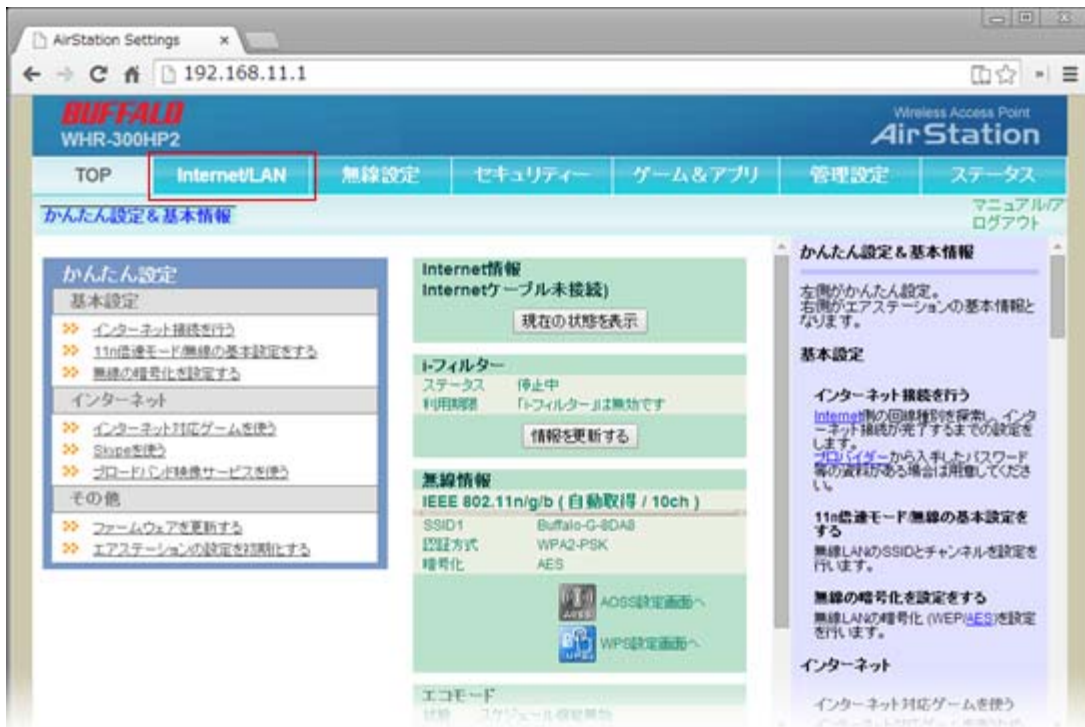 AirStation Settings
192.168.11.1
BUFFALO
WHR-300HP2
Wireless Access Point
AirStation
TOP
Internet/LAN
無線設定
セキュリティー
ゲーム&アプリ
管理設定
ステータス
かんたん設定&基本情報
マニュアル/ア
ログアウト
かんたん設定
基本設定
インターネット接続を行う
11n倍速モード/無線の基本設定をする
無線の暗号化を設定する
インターネット
インターネット対応ゲームを使う
Skypeを使う
ブロードバンド映像サービスを使う
その他
ファームウェアを更新する
エアステーションの設定を初期化する
Internet情報
Internetケーブル未接続)
現在の状態を表示
i-フィルター
ステータス 停止中
利用期限 「i-フィルター」は無効です
情報を更新する
無線情報
IEEE 802.11n/g/b ( 自動取得 / 10ch )
SSID1 Buffalo-G-8DA8
認証方式 WPA2-PSK
暗号化 AES
AOSS設定画面へ
WPS設定画面へ
エコモード
状態 スケジュール機能無効
かんたん設定&基本情報
左側がかんたん設定。
右側がエアステーションの基本情報と
なります。
基本設定
インターネット接続を行う
Internet側の回線種別を探索し、インタ
ーネット接続が完了するまでの設定を
します。
プロバイダーから入手したパスワード
等の資料がある場合は用意してくださ
い。
11n倍速モード/無線の基本設定を
する
無線LANのSSIDとチャンネルを設定を
行います。
無線の暗号化を設定をする
無線LANの暗号化 (WEP/AES)を設定
を行います。
インターネット
インターネット対応ゲームを使う